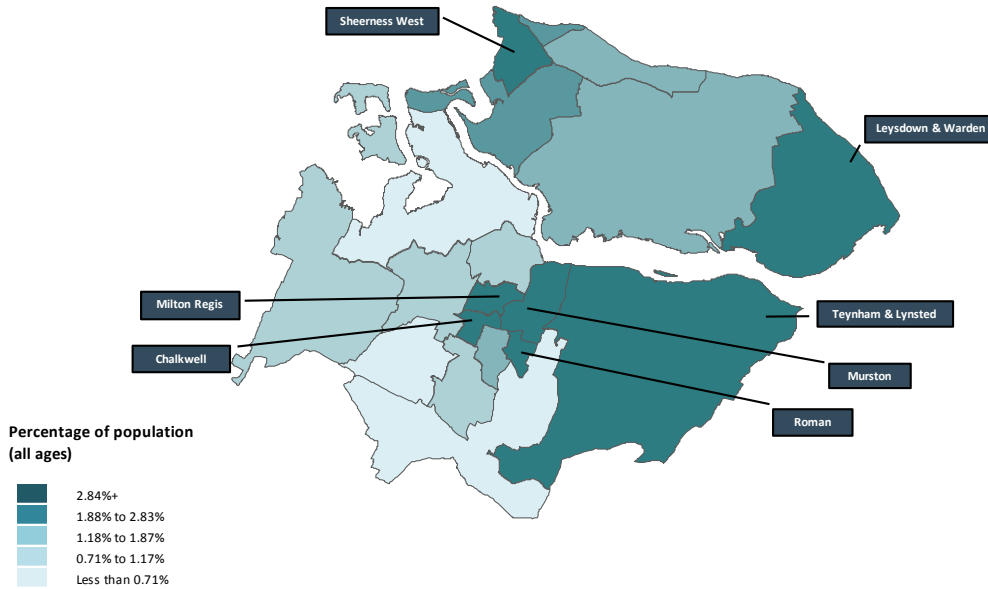 Sheerness West
Leysdown & Warden
Milton Regis
Teynham & Lynsted
Chalkwell
Murston
Roman
Percentage of population
(all ages)
2.84%+
1.88% to 2.83%
1.18% to 1.87%
0.71% to 1.17%
Less than 0.71%